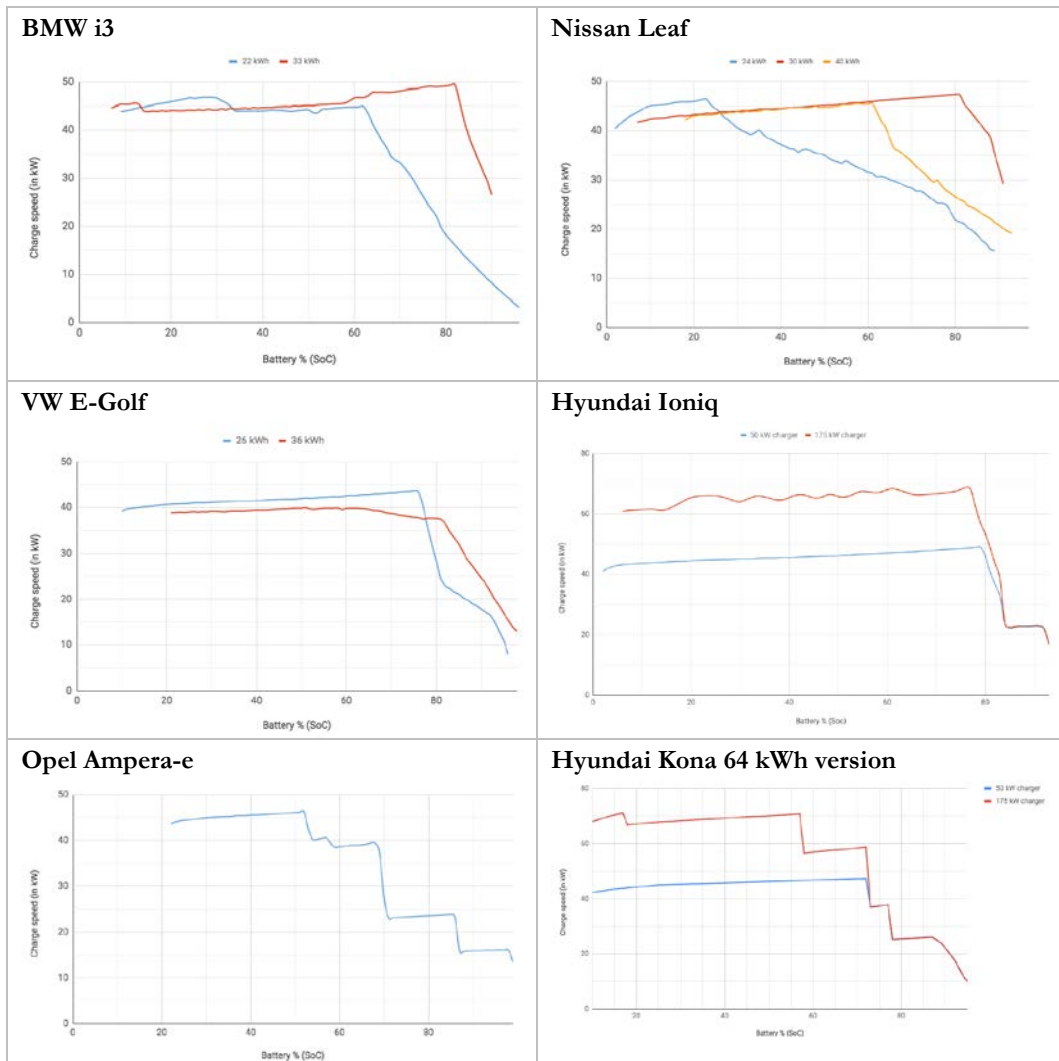 BMW i3
22 kWh 33 kWh
Charge speed (in kW)
50
40
30
20
10
0
0 20 40 60 80
Battery % (SoC)
Nissan Leaf
24 kWh 30 kWh 40 kWh
Charge speed (in kW)
50
40
30
20
10
0
0 20 40 60 80
Battery % (SoC)
VW E-Golf
26 kWh 36 kWh
Charge speed (in kW)
50
40
30
20
10
0
0 20 40 60 80
Battery % (SoC)
Hyundai Ioniq
50 kW charger 175 kW charger
Charge speed (in kW)
80
60
40
20
0
0 20 40 60 80
Battery % (SoC)
Opel Ampera-e
Charge speed (in kW)
50
40
30
20
10
0
0 20 40 60 80
Battery % (SoC)
Hyundai Kona 64 kWh version
50 kW charger
175 kW charger
Charge speed (in kW)
80
60
40
20
0
20 40 60 80
Battery % (SoC)